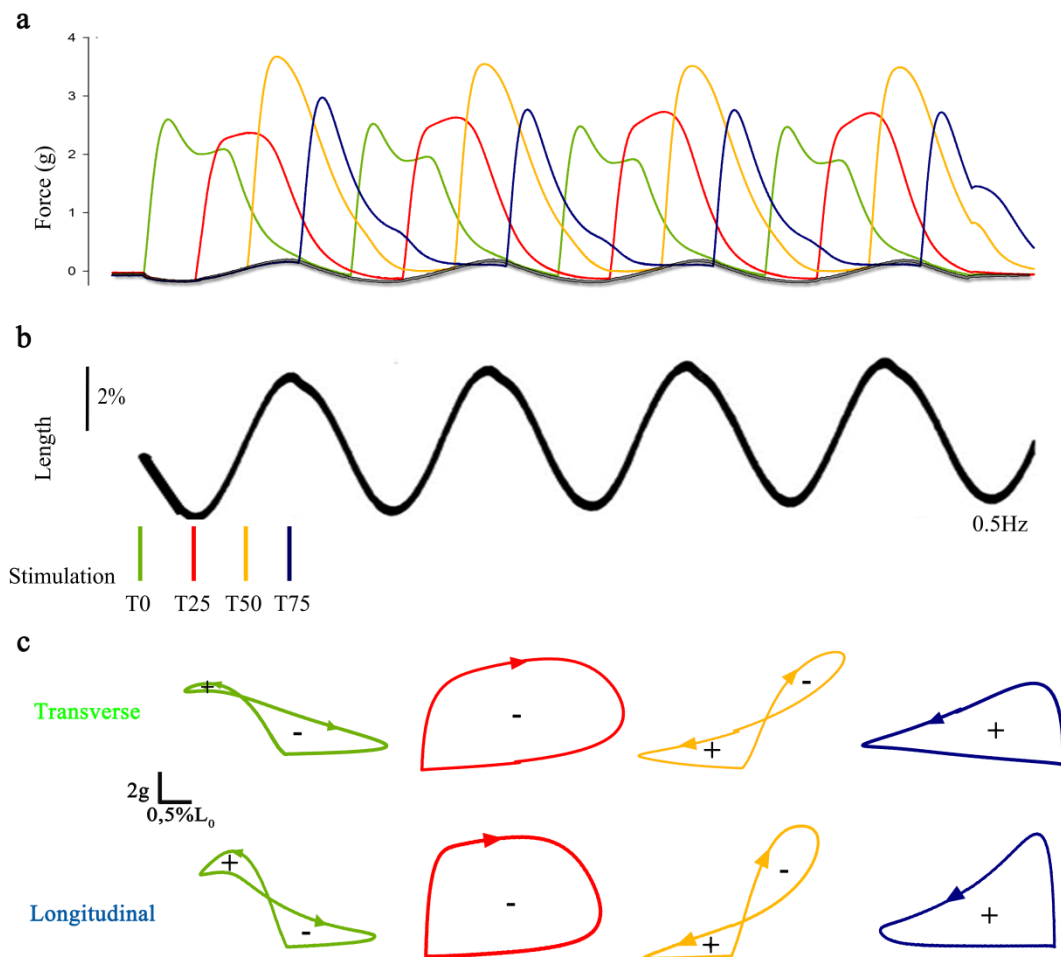 a
4
3
2
1
0
Force (g)
b
2%
Length
0.5Hz
Stimulation
T0 T25 T50 T75
c
Transverse
+ - - - + +
2g
0,5%L₀
Longitudinal
+ - - - + +